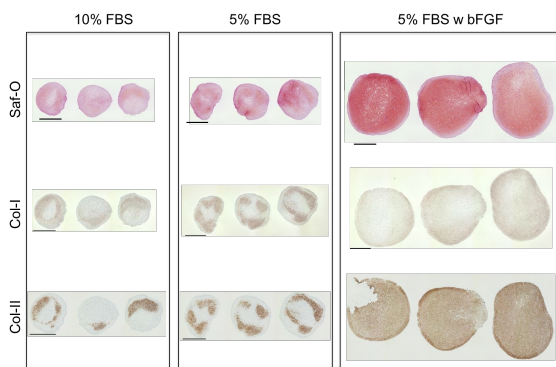 10% FBS
5% FBS
5% FBS w bFGF
Saf-O
Col-I
Col-II